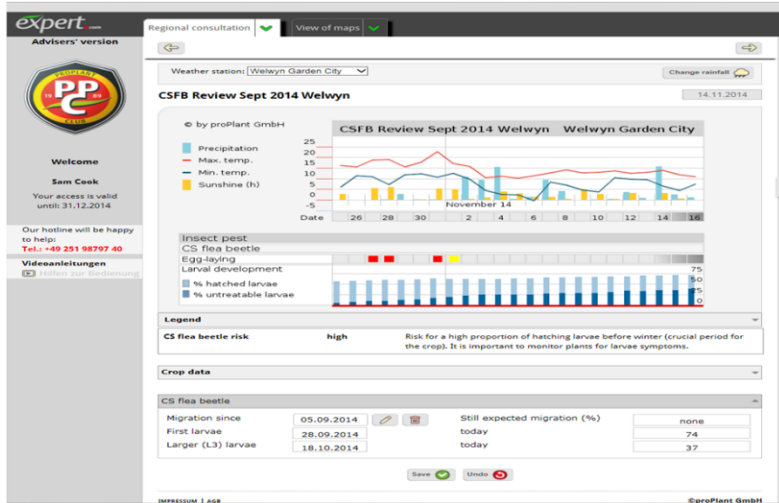 expert
Regional consultation
View of maps
Advisers' version
PROPLANT
PPC
19 89
CLUB
Welcome
Sam Cook
Your access is valid
until: 31.12.2014
Our hotline will be happy
to help:
Tel.: +49 251 98797 40
Videoanleitungen
Hilfen zur Bedienung
Weather station: Welwyn Garden City
Change rainfall
CSFB Review Sept 2014 Welwyn
14.11.2014
© by proPlant GmbH
CSFB Review Sept 2014 Welwyn Welwyn Garden City
Precipitation
Max. temp.
Min. temp.
Sunshine (h)
25
20
15
10
5
0
-5
November 14
Date 26 28 30 2 4 6 8 10 12 14 16
Insect pest
CS flea beetle
Egg-laying
Larval development
% hatched larvae
% untreatable larvae
75
50
25
0
Legend
CS flea beetle risk high Risk for a high proportion of hatching larvae before winter (crucial period for
the crop). It is important to monitor plants for larvae symptoms.
Crop data
CS flea beetle
Migration since 05.09.2014 Still expected migration (%) none
First larvae 28.09.2014 today 74
Larger (L3) larvae 18.10.2014 today 37
Save Undo
IMPRESSUM | AGB ©proPlant GmbH